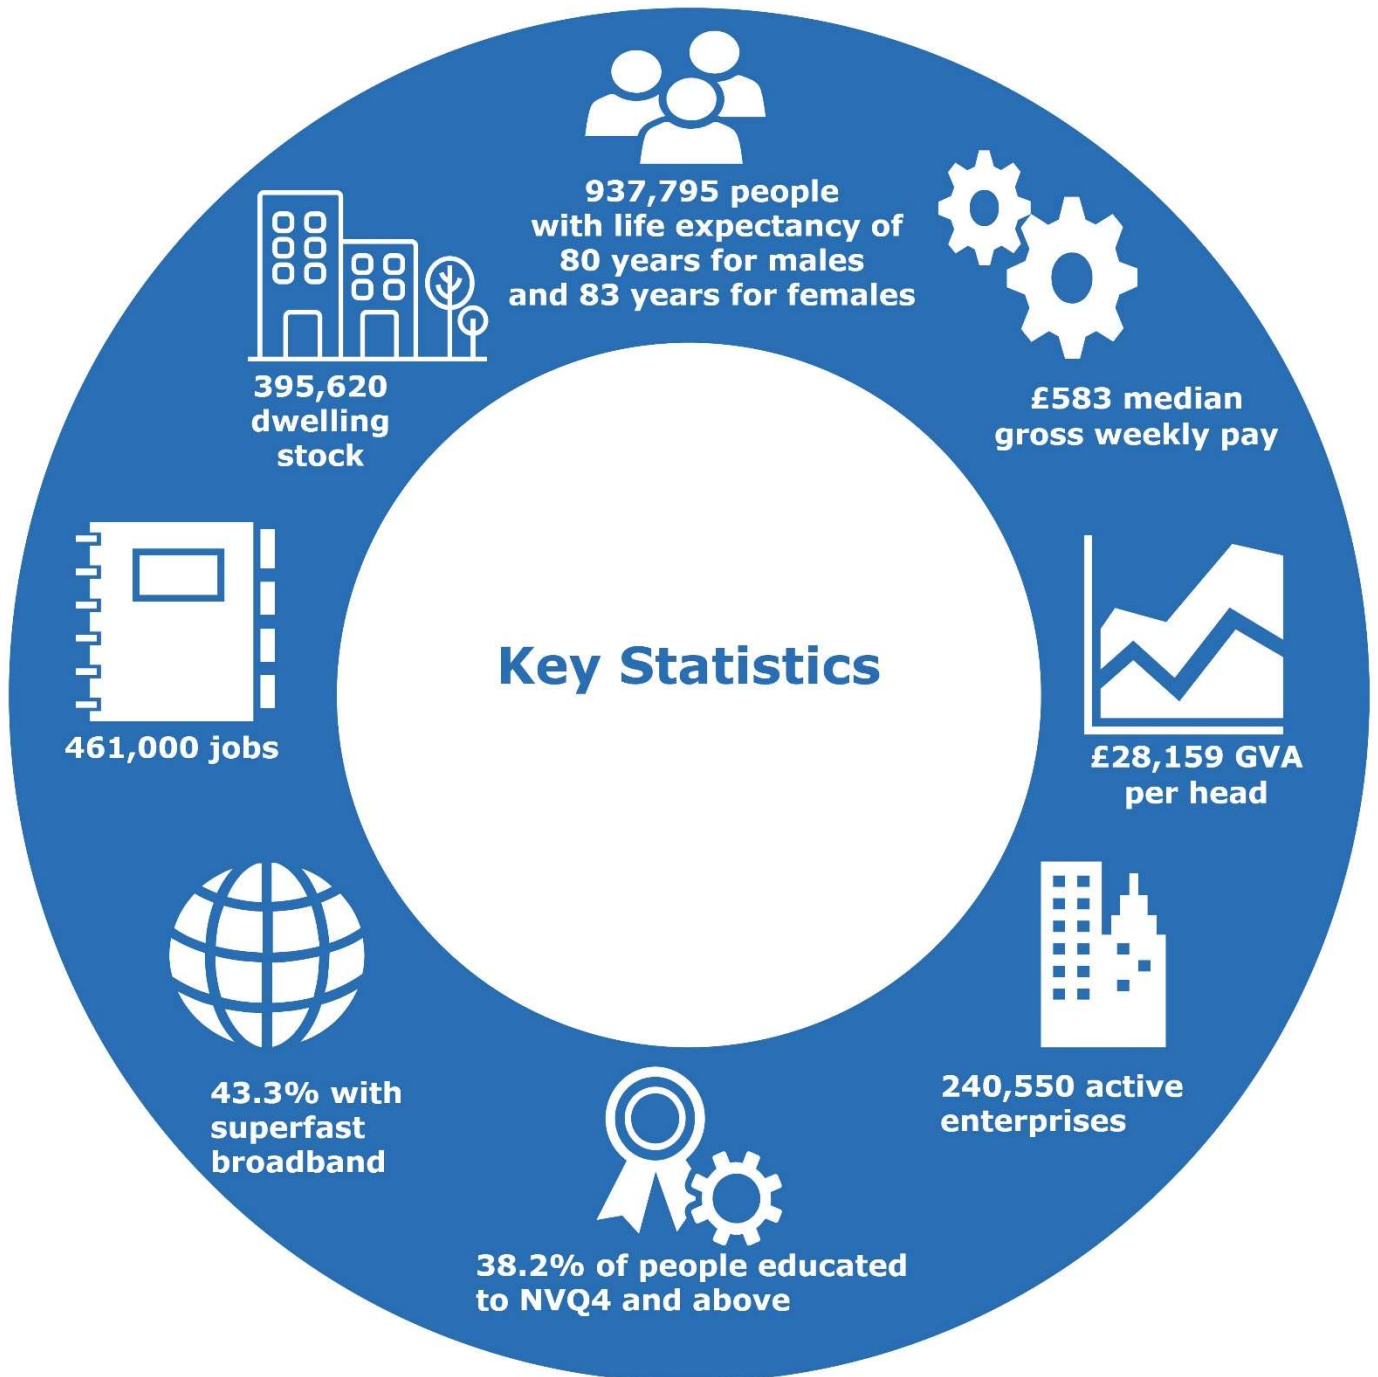 937,795 people
with life expectancy of
80 years for males
and 83 years for females
£583 median
gross weekly pay
£28,159 GVA
per head
240,550 active
enterprises
38.2% of people educated
to NVQ4 and above
43.3% with
superfast
broadband
461,000 jobs
395,620
dwelling
stock
Key Statistics